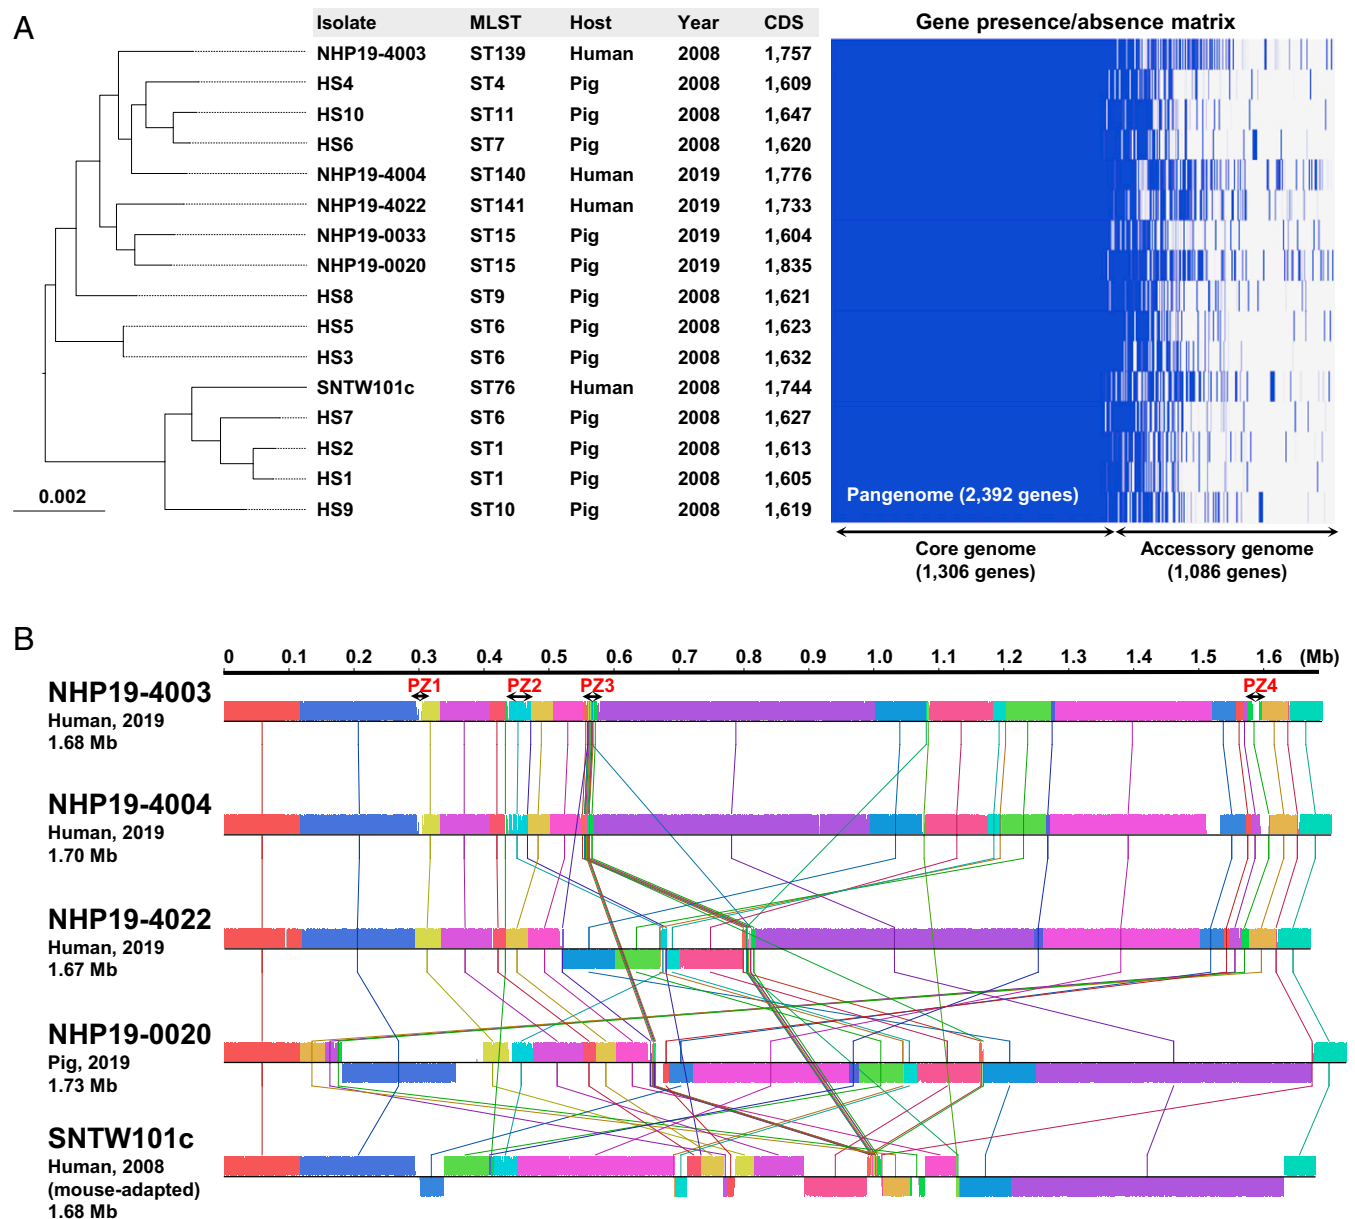 A
Isolate MLST Host Year CDS Gene presence/absence matrix
NHP19-4003 ST139 Human 2008 1,757
HS4 ST4 Pig 2008 1,609
HS10 ST11 Pig 2008 1,647
HS6 ST7 Pig 2008 1,620
NHP19-4004 ST140 Human 2019 1,776
NHP19-4022 ST141 Human 2019 1,733
NHP19-0033 ST15 Pig 2019 1,604
NHP19-0020 ST15 Pig 2019 1,835
HS8 ST9 Pig 2008 1,621
HS5 ST6 Pig 2008 1,623
HS3 ST6 Pig 2008 1,632
SNTW101c ST76 Human 2008 1,744
HS7 ST6 Pig 2008 1,627
HS2 ST1 Pig 2008 1,613
HS1 ST1 Pig 2008 1,605
HS9 ST10 Pig 2008 1,619
0.002
Pangenome (2,392 genes)
Core genome
(1,306 genes)
Accessory genome
(1,086 genes)
B
0 0.1 0.2 0.3 0.4 0.5 0.6 0.7 0.8 0.9 1.0 1.1 1.2 1.3 1.4 1.5 1.6 (Mb)
PZ1 PZ2 PZ3 PZ4
NHP19-4003
Human, 2019
1.68 Mb
NHP19-4004
Human, 2019
1.70 Mb
NHP19-4022
Human, 2019
1.67 Mb
NHP19-0020
Pig, 2019
1.73 Mb
SNTW101c
Human, 2008
(mouse-adapted)
1.68 Mb